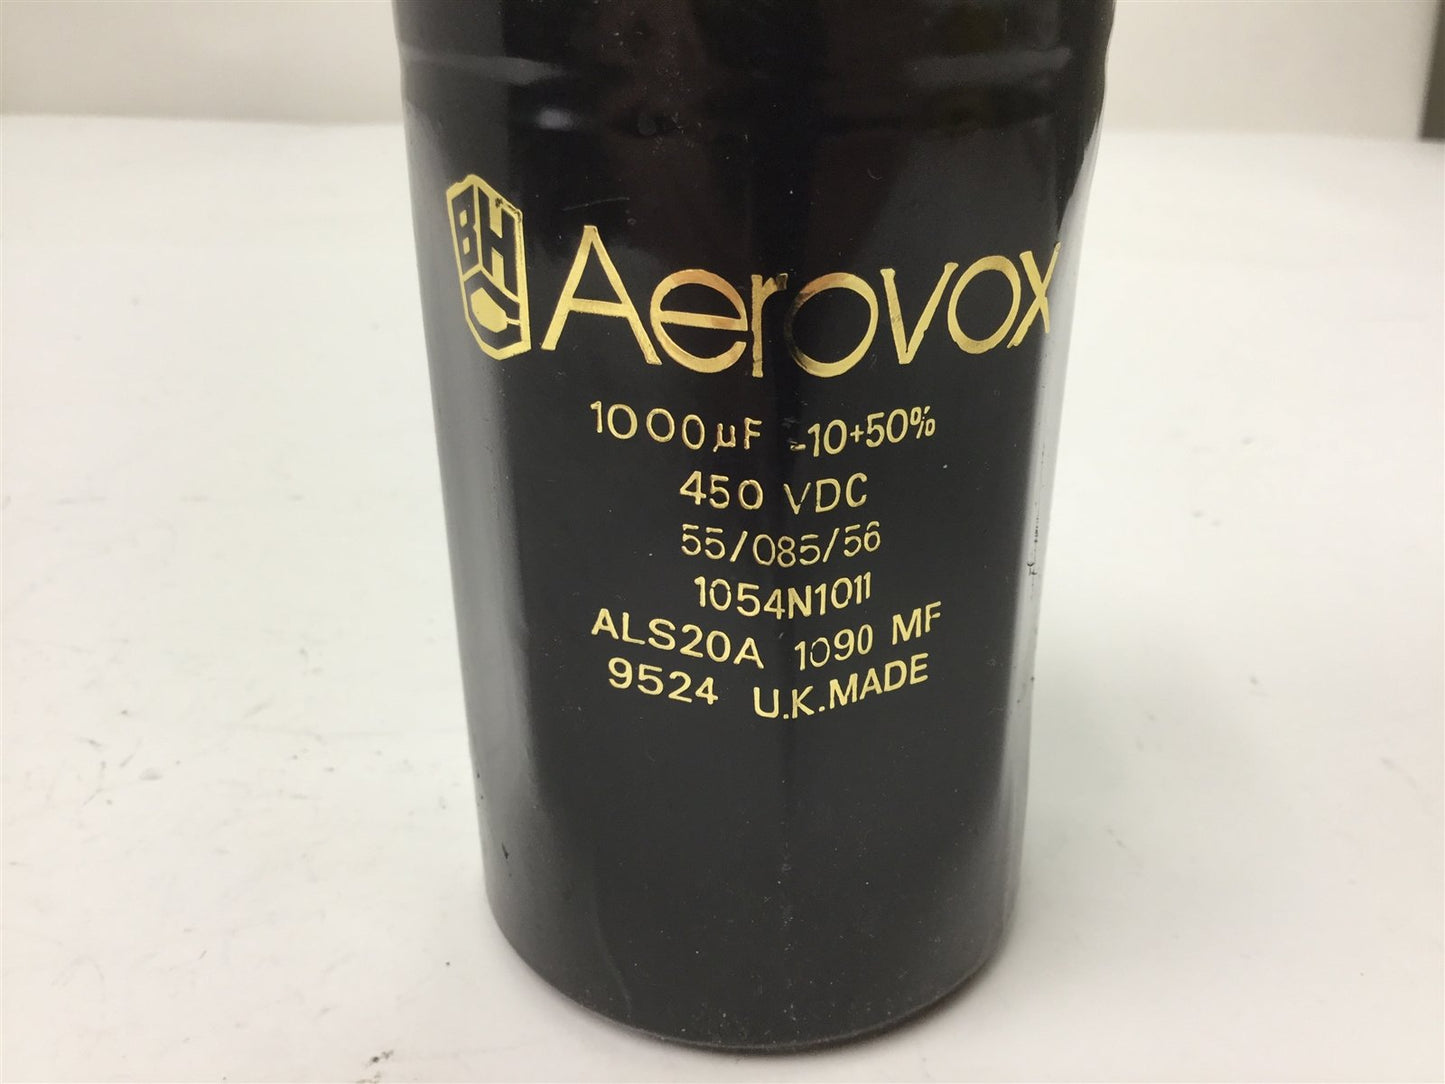 BHC Aerovox
1000µF -10+50%
450 VDC
55/085/56
1054N1011
ALS20A 1090 MF
9524 U.K.MADE